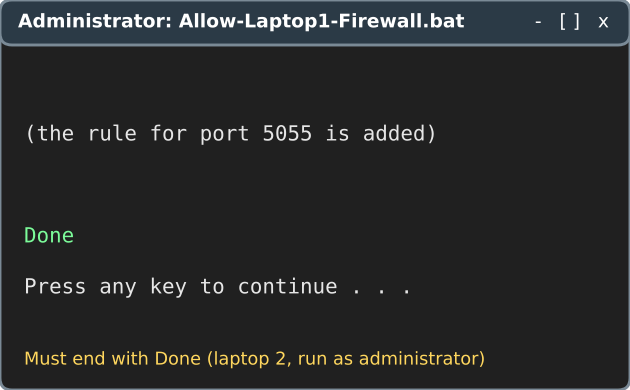 Administrator: Allow-Laptop1-Firewall.bat - [ ] x
(the rule for port 5055 is added)
Done
Press any key to continue . . .
Must end with Done (laptop 2, run as administrator)